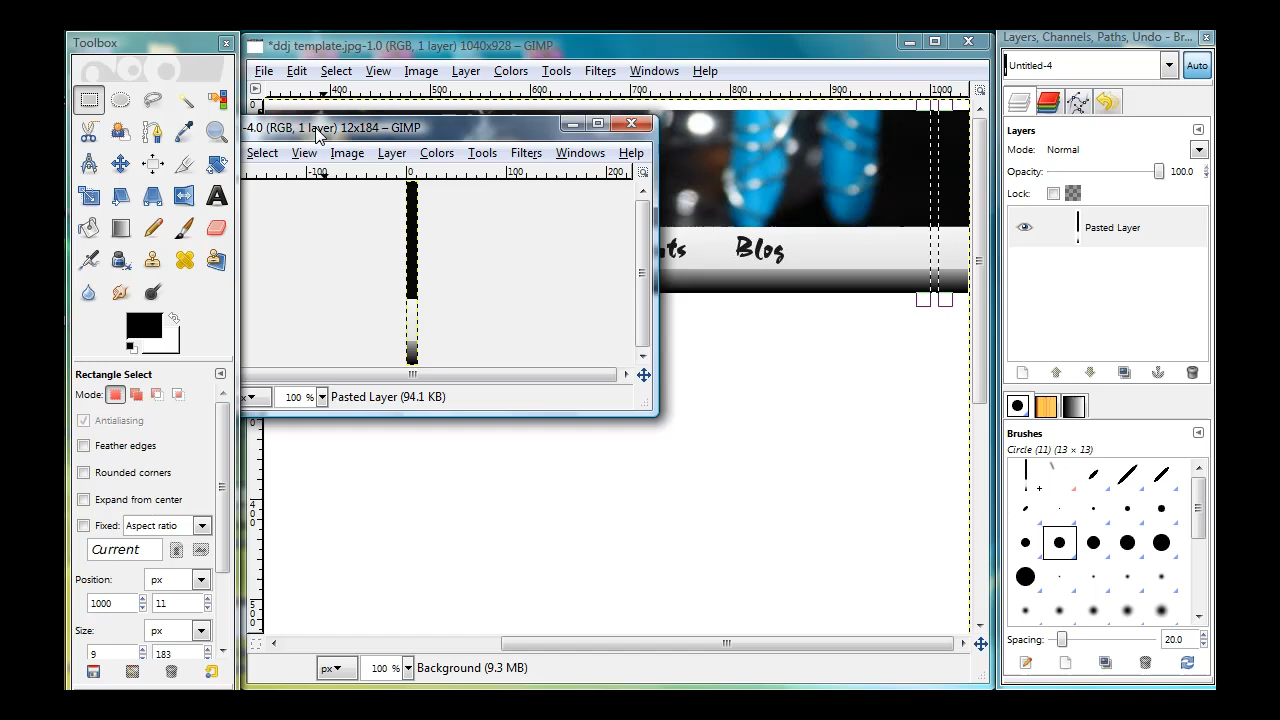 Toolbox
*ddj template.jpg-1.0 (RGB, 1 layer) 1040x928 – GIMP
Layers, Channels, Paths, Undo - Br...
File Edit Select View Image Layer Colors Tools Filters Windows Help
Untitled-4 Auto
400 500 600 700 800 900 1000
-4.0 (RGB, 1 layer) 12x184 – GIMP
Select View Image Layer Colors Tools Filters Windows Help
-100 0 100 200
Layers
Mode: Normal
Opacity: 100.0
Lock:
Pasted Layer
nts Blog
Rectangle Select
Mode:
Antialiasing
Feather edges
Rounded corners
Expand from center
Fixed: Aspect ratio
Current
Position: px
1000 11
Size: px
9 183
100 % Pasted Layer (94.1 KB)
Brushes
Circle (11) (13 × 13)
Spacing: 20.0
px 100 % Background (9.3 MB)